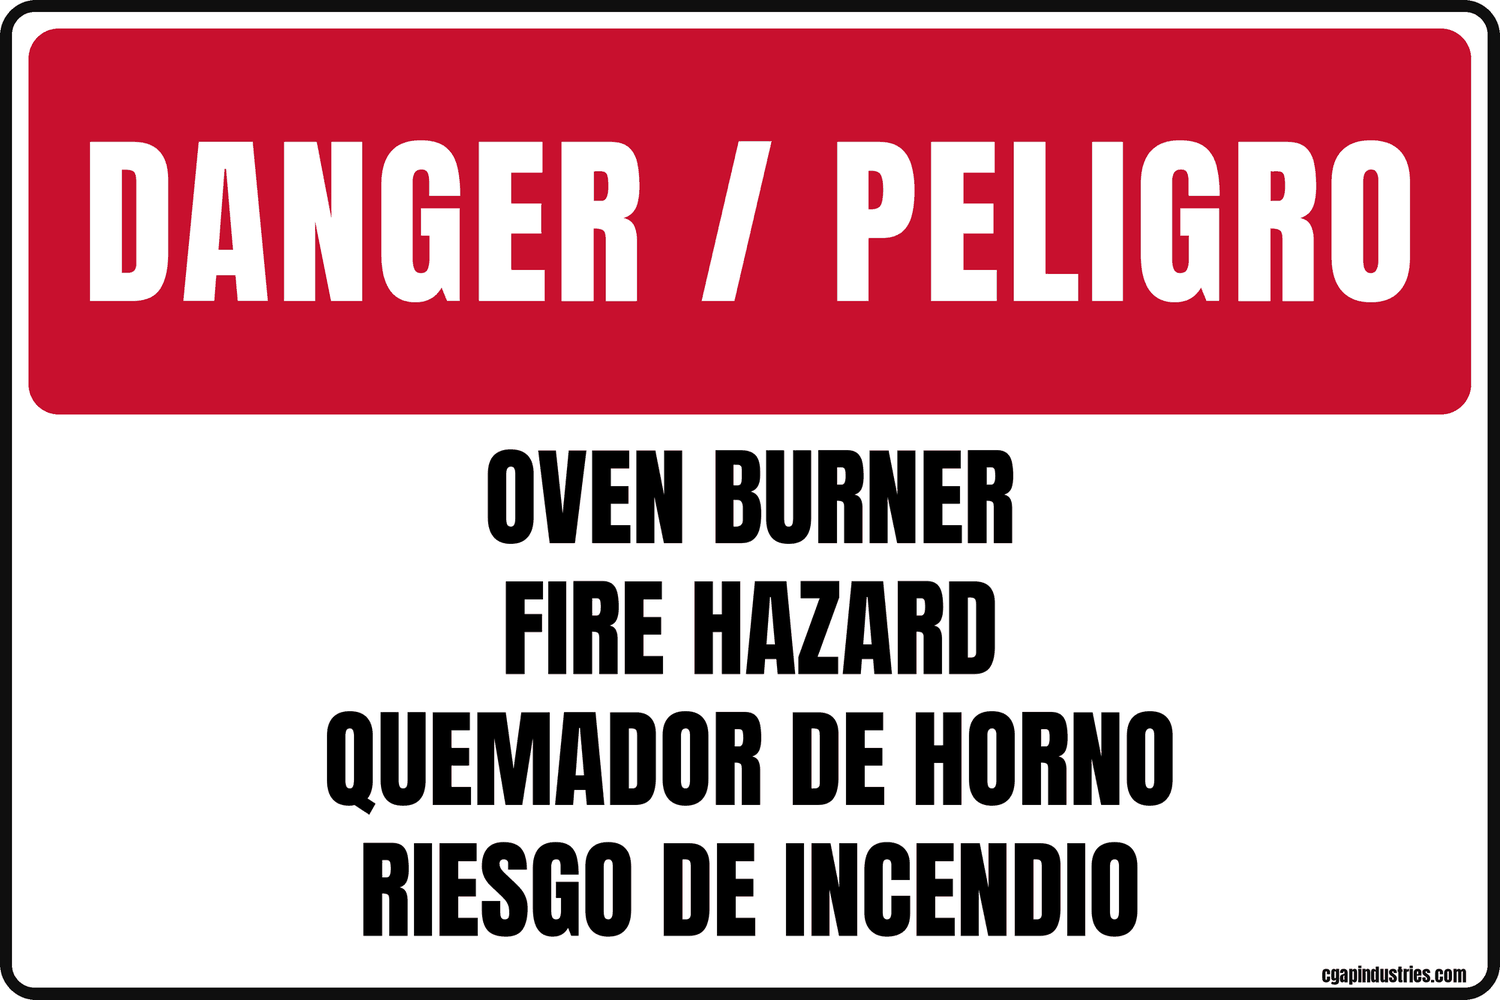 DANGER / PELIGRO
OVEN BURNER
FIRE HAZARD
QUEMADOR DE HORNO
RIESGO DE INCENDIO
cgapindustries.com